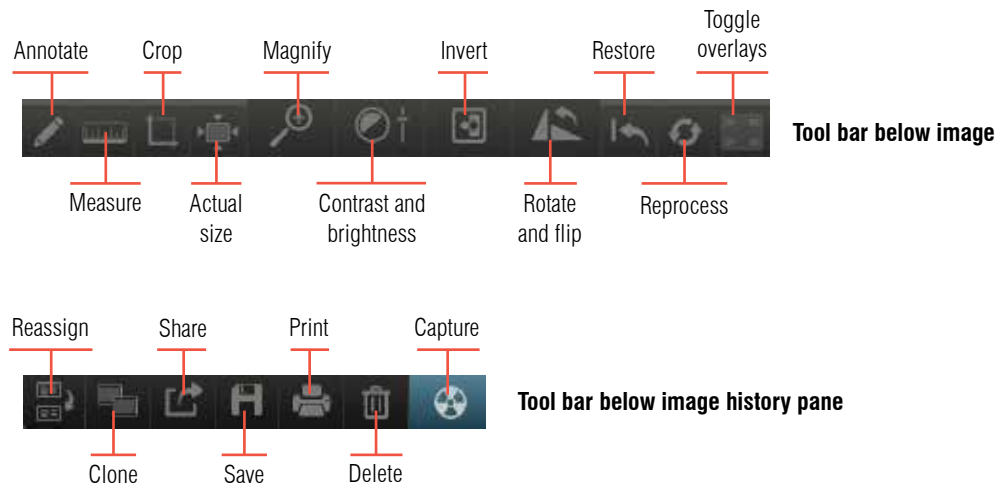 Toggle
overlays
Annotate
Crop
Magnify
Invert
Restore
Tool bar below image
Measure
Actual
size
Contrast and
brightness
Rotate
and flip
Reprocess
Reassign
Share
Print
Capture
Tool bar below image history pane
Clone
Save
Delete